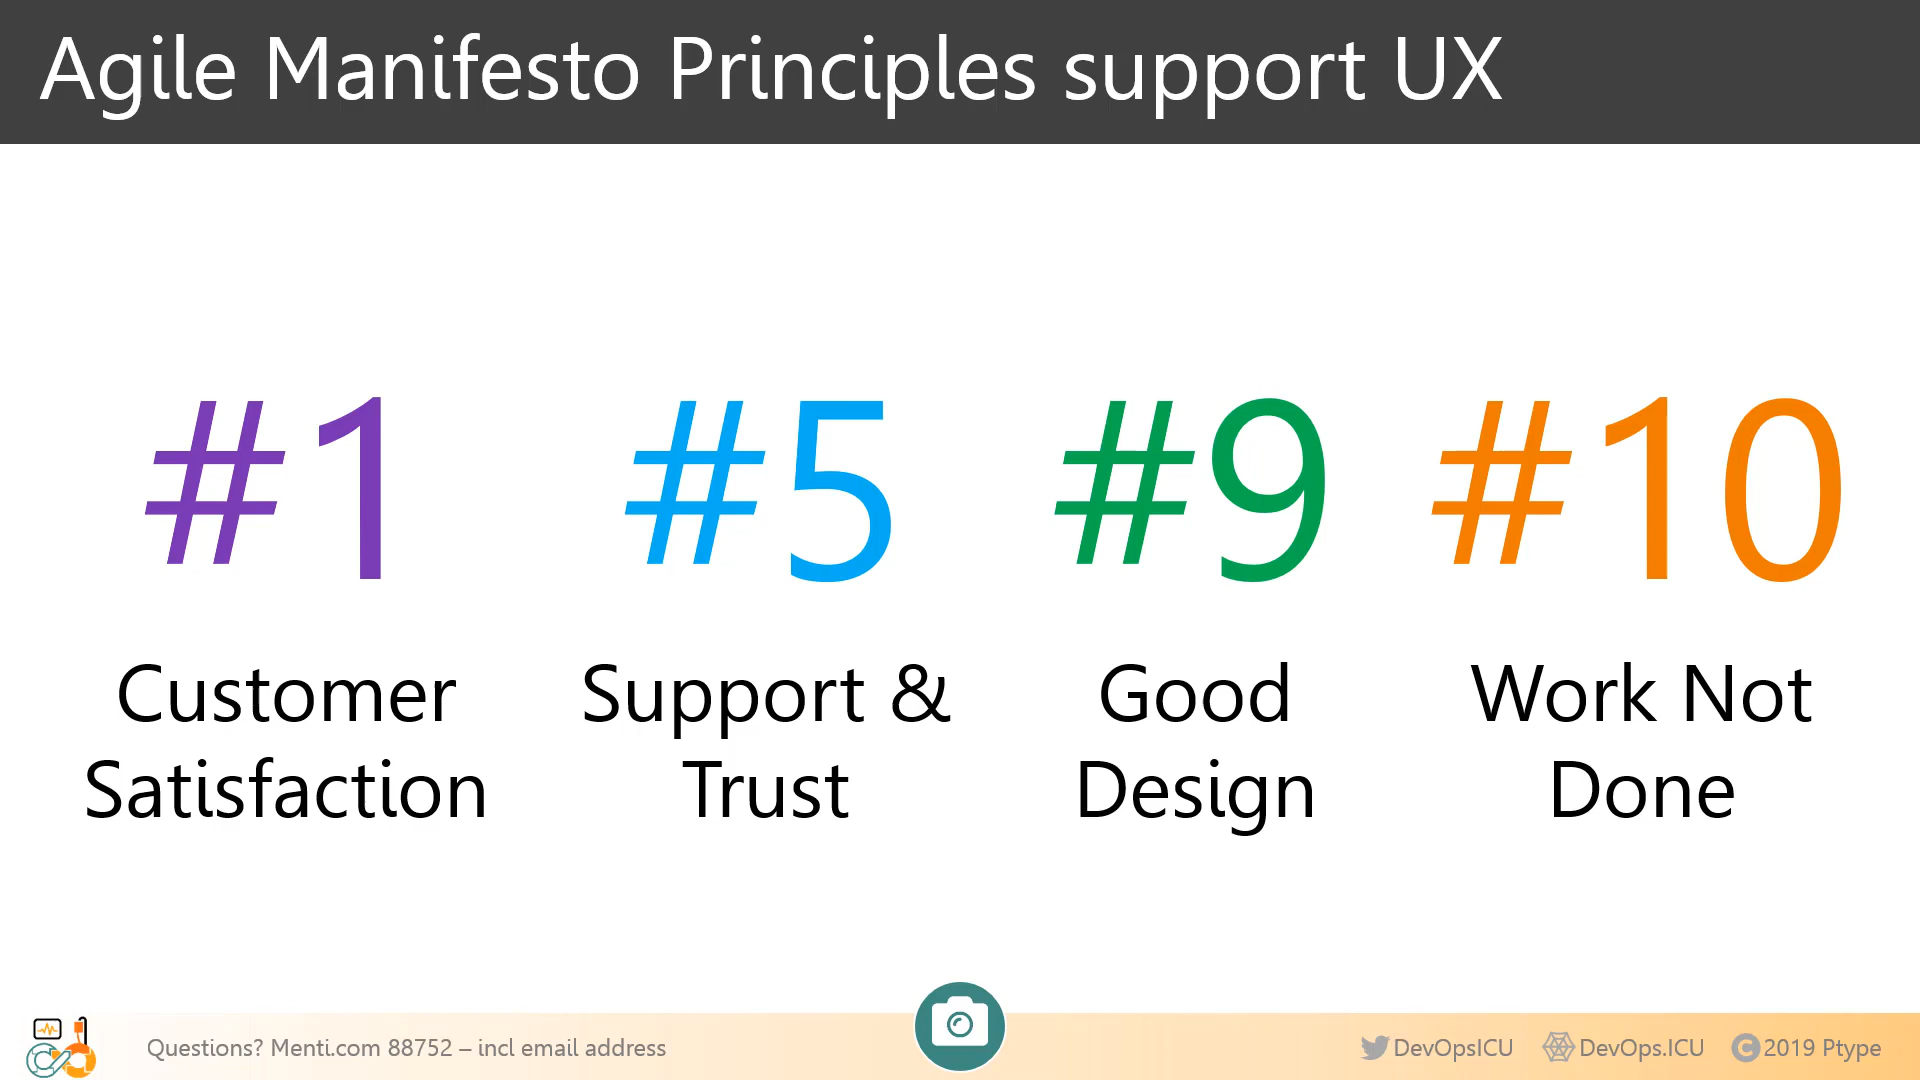 Agile Manifesto Principles support UX
#1
Customer
Satisfaction
#5
Support &
Trust
#9
Good
Design
#10
Work Not
Done
Questions? Menti.com 88752 – incl email address
DevOpsICU
DevOps.ICU
© 2019 Ptype